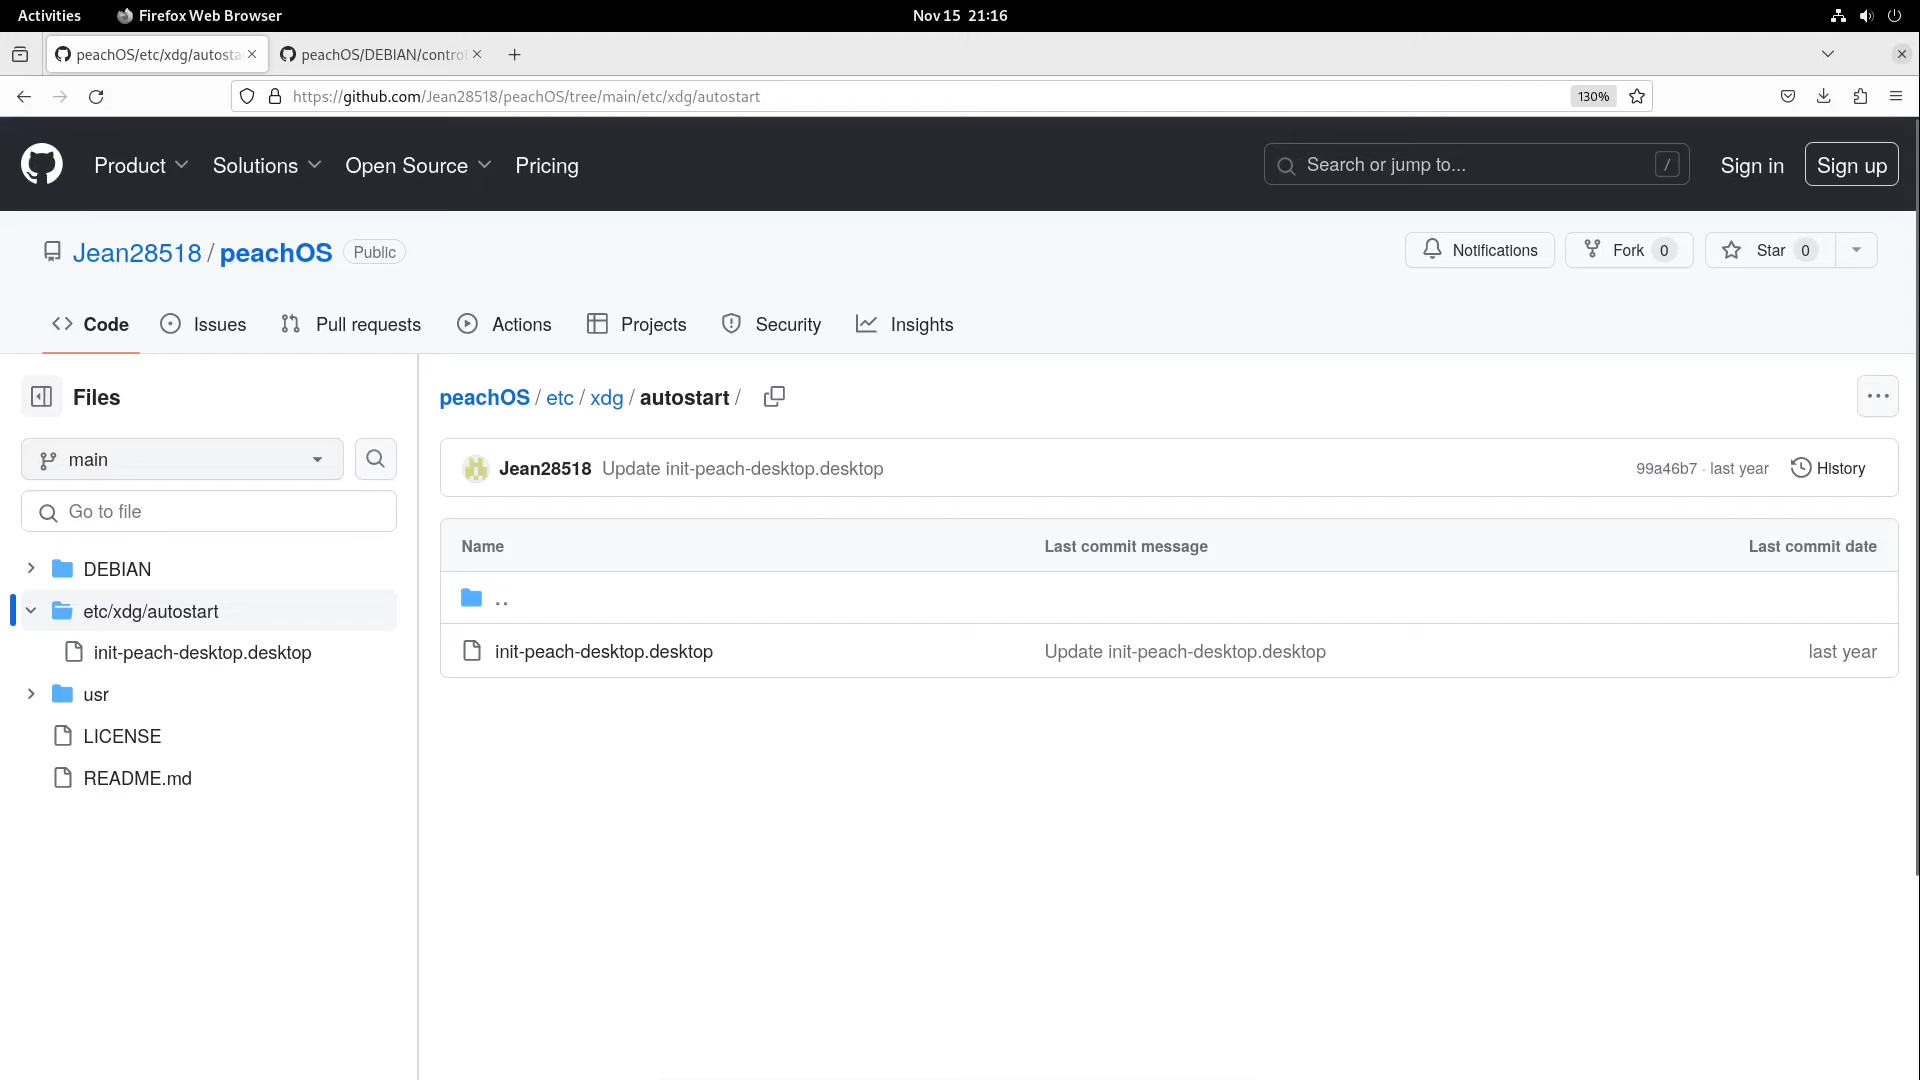 Activities Firefox Web Browser Nov 15 21:16
peachOS/etc/xdg/autosta peachOS/DEBIAN/contro
https://github.com/Jean28518/peachOS/tree/main/etc/xdg/autostart 130%
Product Solutions Open Source Pricing Search or jump to... / Sign in Sign up
Jean28518 / peachOS Public Notifications Fork 0 Star 0
Code Issues Pull requests Actions Projects Security Insights
Files
peachOS / etc / xdg / autostart /
main
Jean28518 Update init-peach-desktop.desktop 99a46b7 · last year History
Go to file
Name Last commit message Last commit date
DEBIAN
..
etc/xdg/autostart
init-peach-desktop.desktop
init-peach-desktop.desktop Update init-peach-desktop.desktop last year
usr
LICENSE
README.md